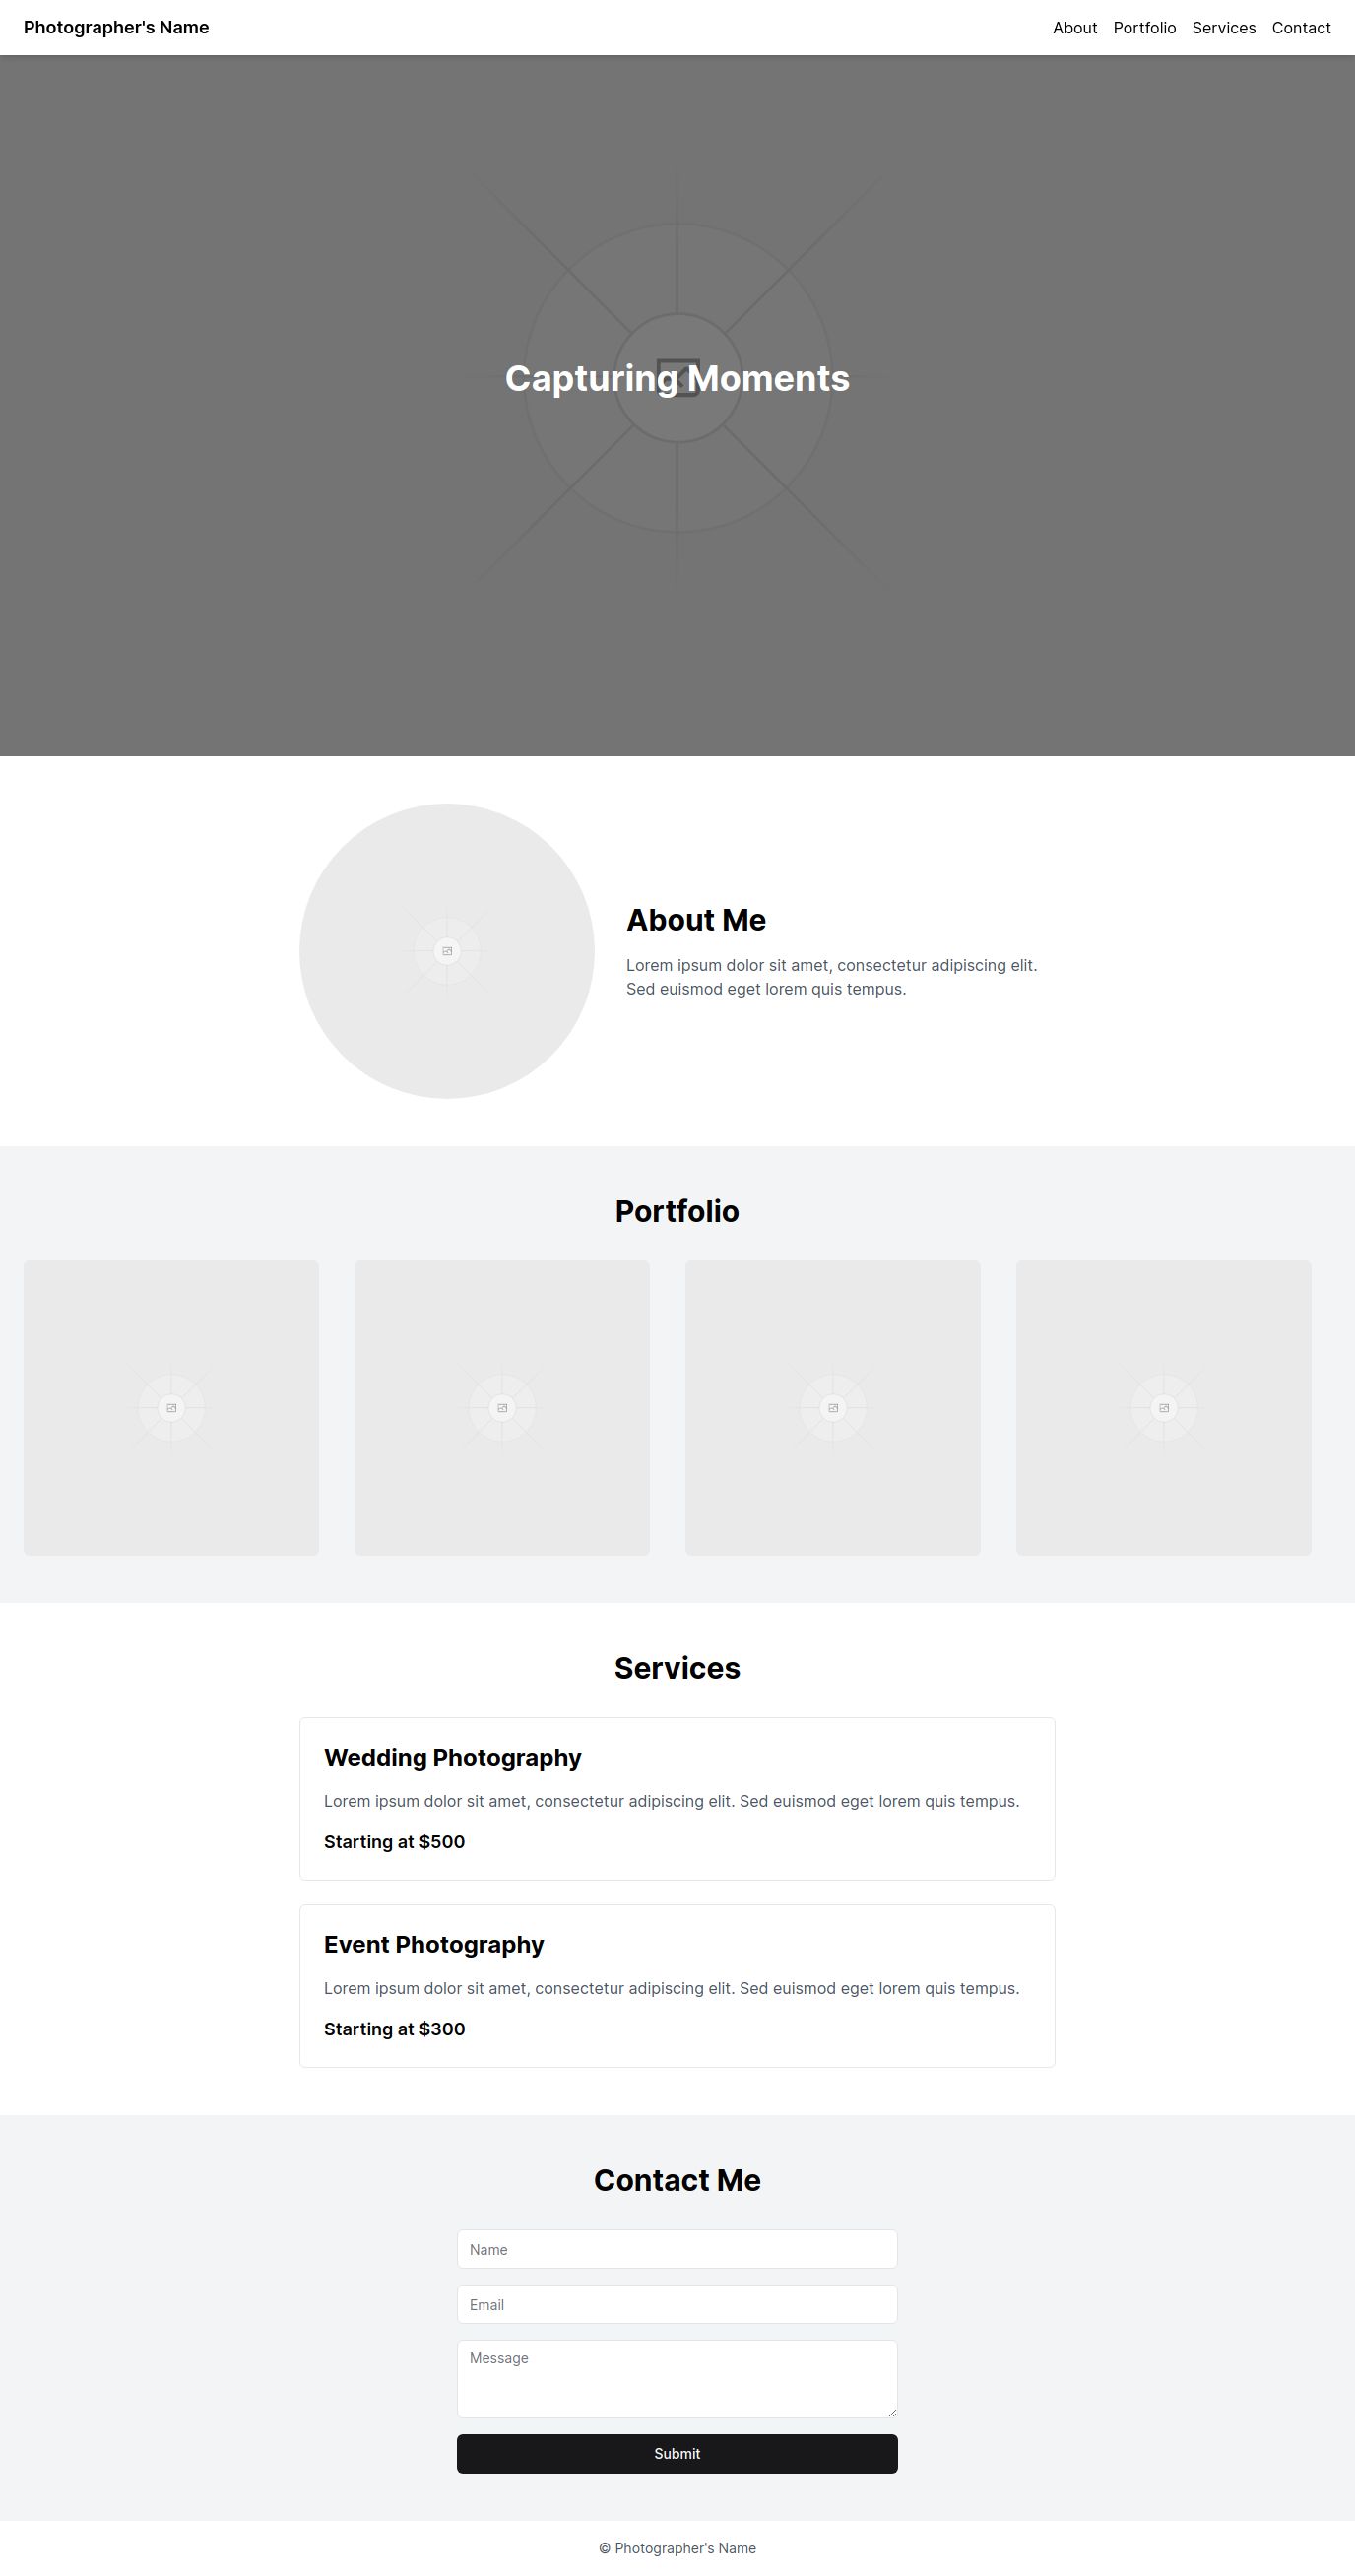 Photographer's Name
About Portfolio Services Contact
Capturing Moments
About Me
Lorem ipsum dolor sit amet, consectetur adipiscing elit.
Sed euismod eget lorem quis tempus.
Portfolio
Services
Wedding Photography
Lorem ipsum dolor sit amet, consectetur adipiscing elit. Sed euismod eget lorem quis tempus.
Starting at $500
Event Photography
Lorem ipsum dolor sit amet, consectetur adipiscing elit. Sed euismod eget lorem quis tempus.
Starting at $300
Contact Me
Name
Email
Message
Submit
© Photographer's Name